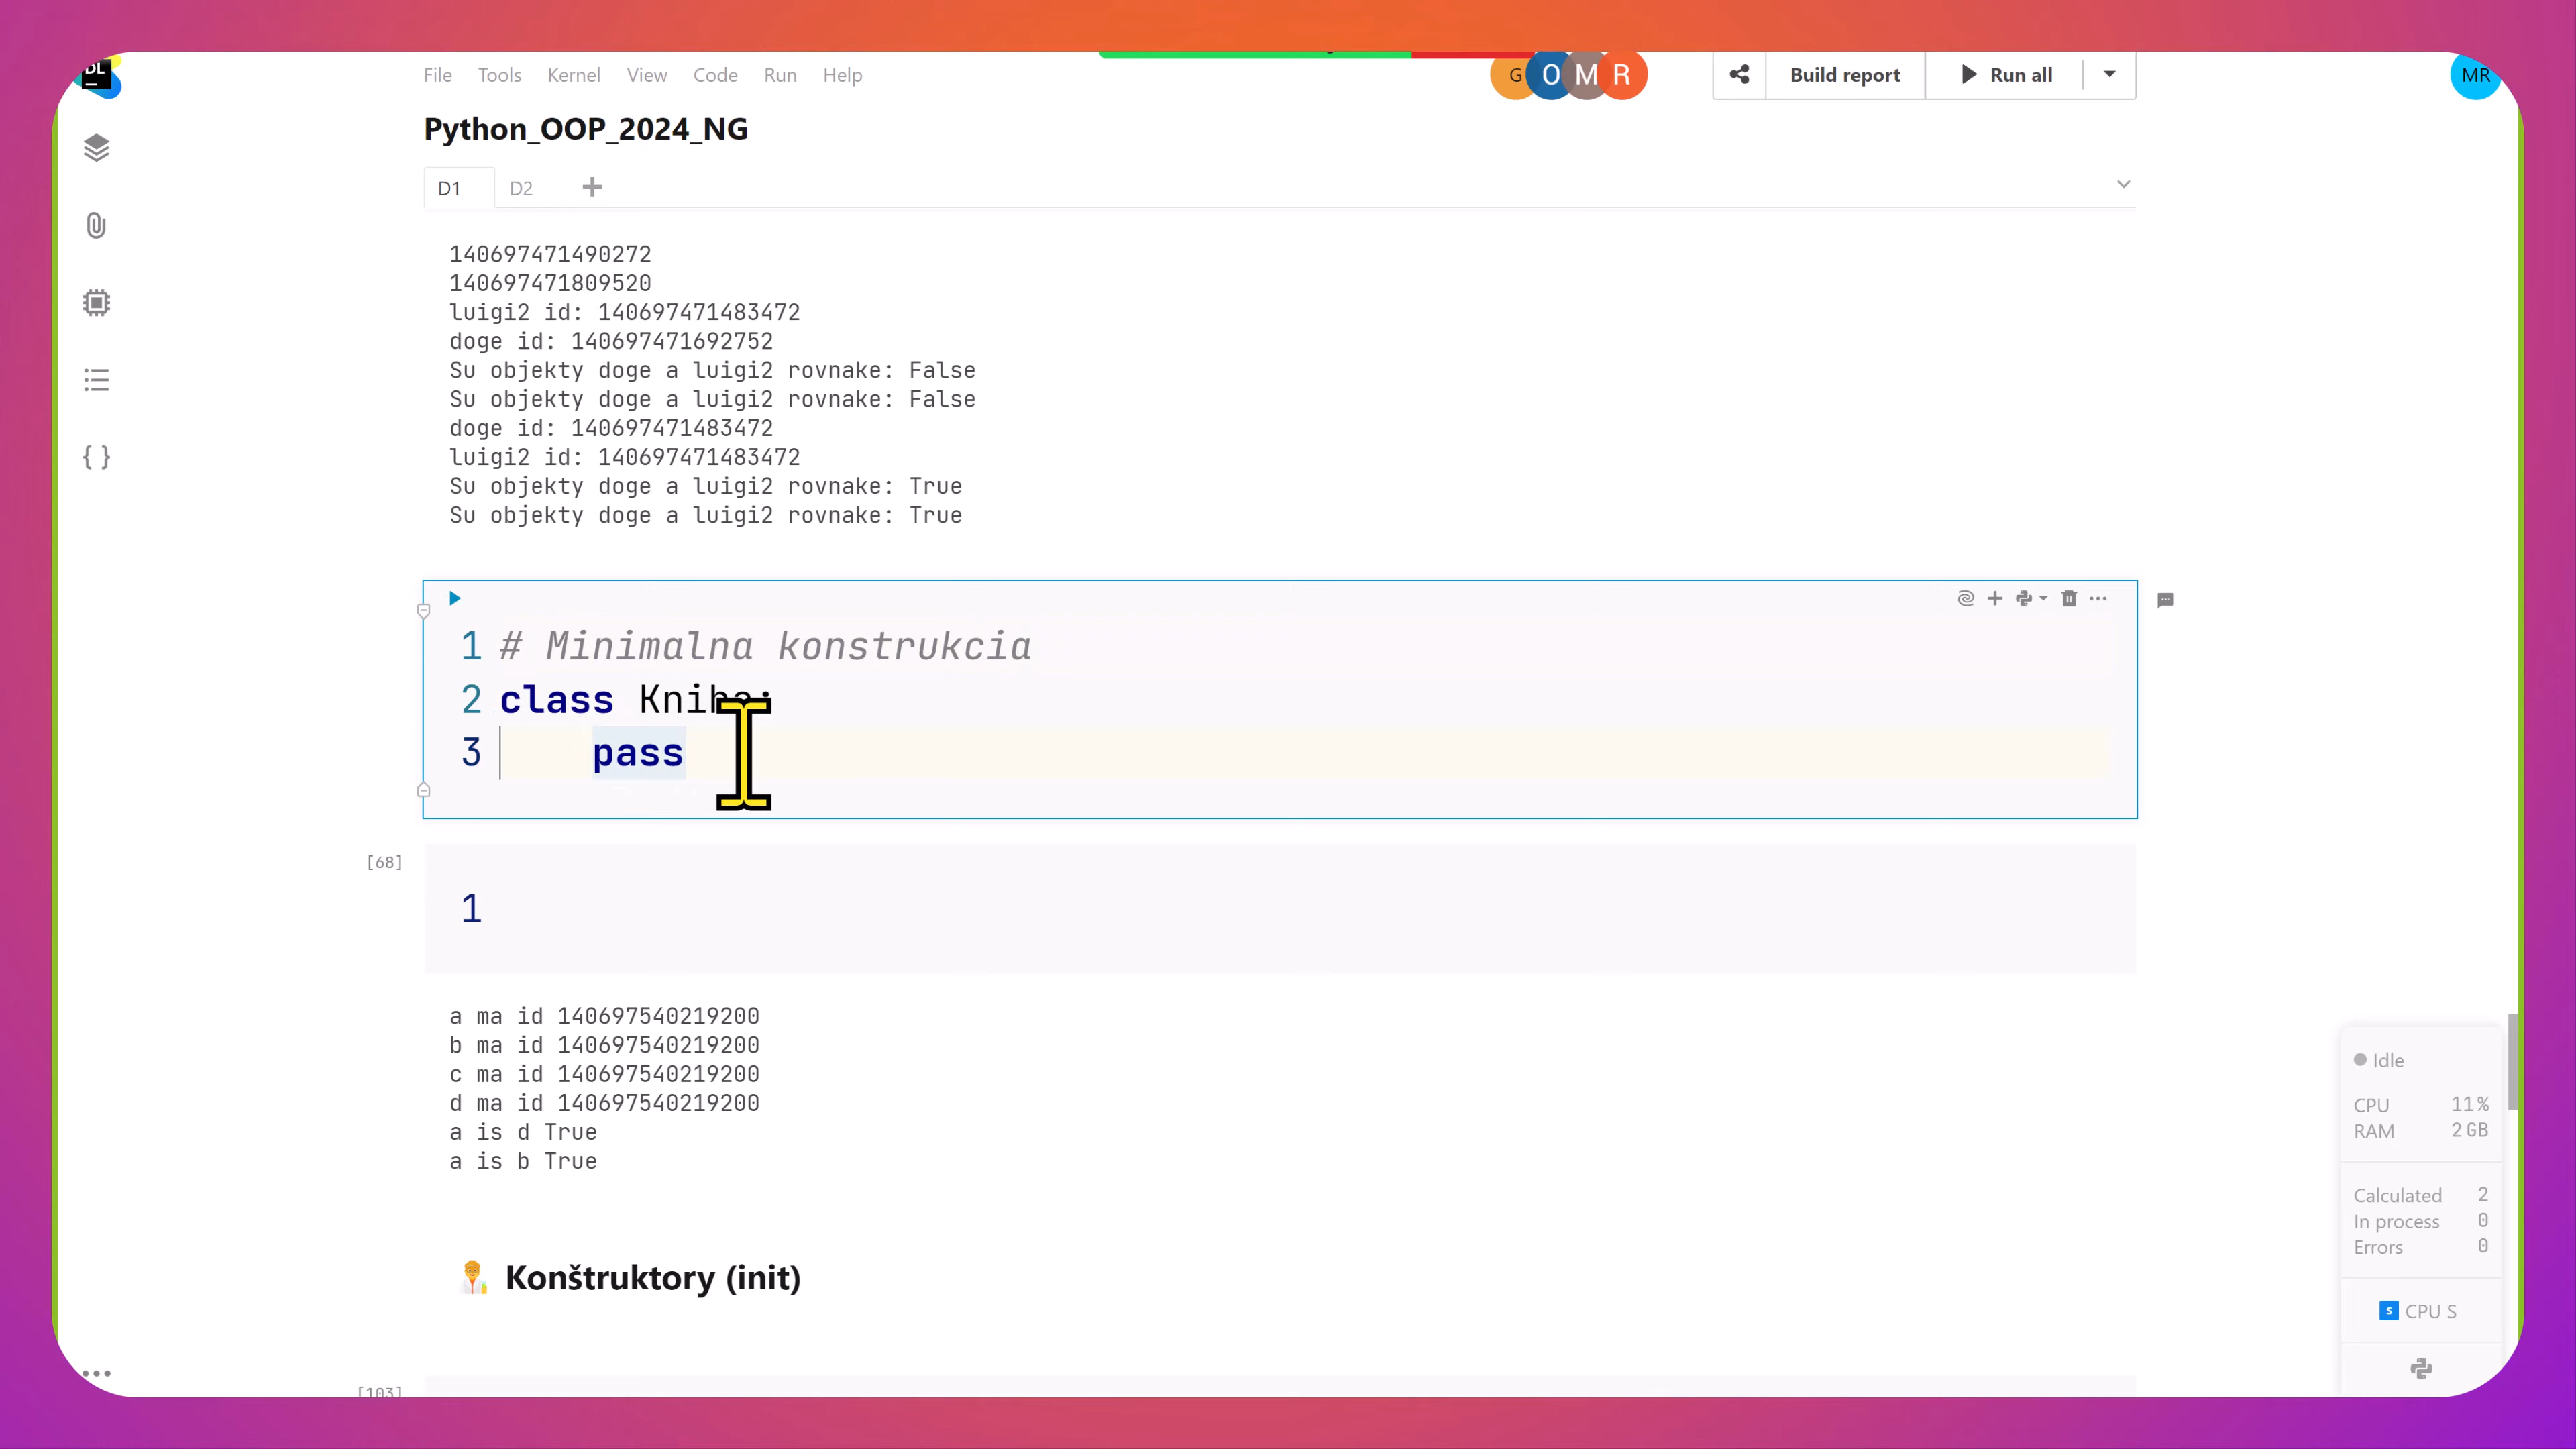 DL
File Tools Kernel View Code Run Help
G O M R
Build report
Run all
MR
Python_OOP_2024_NG
D1 D2
140697471490272
140697471809520
luigi2 id: 140697471483472
doge id: 140697471692752
Su objekty doge a luigi2 rovnake: False
Su objekty doge a luigi2 rovnake: False
doge id: 140697471483472
luigi2 id: 140697471483472
Su objekty doge a luigi2 rovnake: True
Su objekty doge a luigi2 rovnake: True
1 # Minimalna konstrukcia
2 class Kniha:
3 pass
[68]
1
a ma id 140697540219200
b ma id 140697540219200
c ma id 140697540219200
d ma id 140697540219200
a is d True
a is b True
Idle
CPU 11%
RAM 2 GB
Calculated 2
In process 0
Errors 0
Konštruktory (init)
S CPU S
[103]